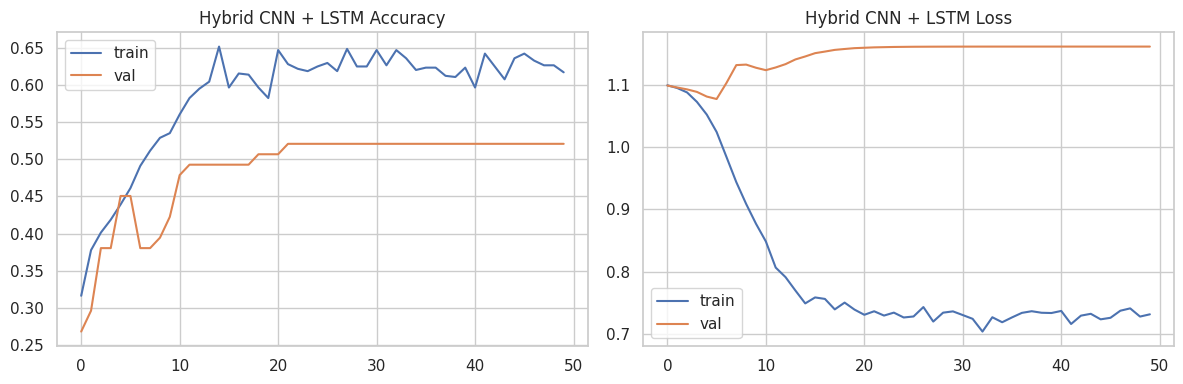 Hybrid CNN + LSTM Accuracy
train
val
0.65
0.60
0.55
0.50
0.45
0.40
0.35
0.30
0.25
0 10 20 30 40 50
Hybrid CNN + LSTM Loss
1.1
1.0
0.9
0.8
0.7
train
val
0 10 20 30 40 50